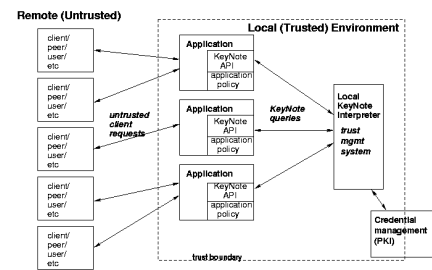 Remote (Untrusted)
Local (Trusted) Environment
client/
peer/
user/
etc
client/
peer/
user/
etc
client/
peer/
user/
etc
client/
peer/
user/
etc
client/
peer/
user/
etc
untrusted
client
requests
Application
KeyNote
API
application
policy
Application
KeyNote
API
application
policy
Application
KeyNote
API
application
policy
KeyNote
queries
Local
KeyNote
Interpreter
trust
mgmt
system
Credential
management
(PKI)
trust boundary